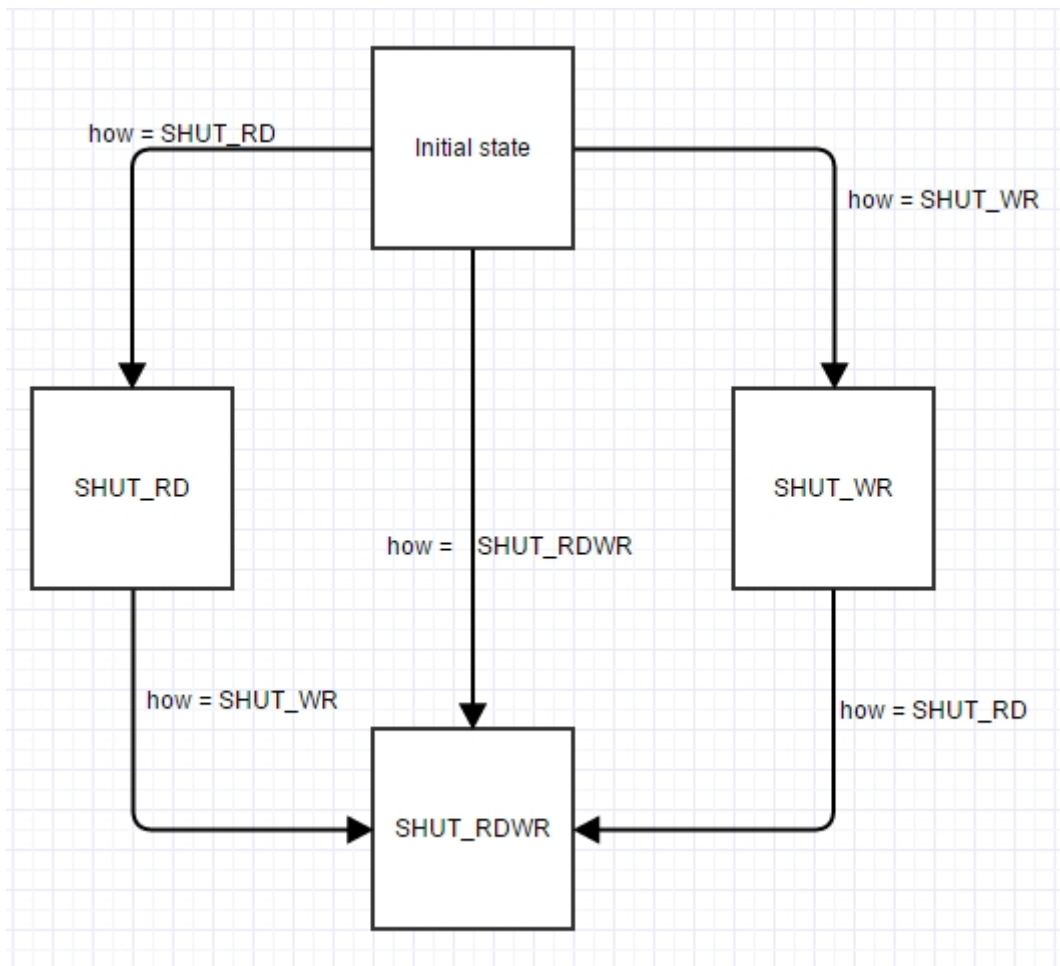 how = SHUT_RD
Initial state
how = SHUT_WR
SHUT_RD
SHUT_WR
how = SHUT_RDWR
how = SHUT_WR
how = SHUT_RD
SHUT_RDWR